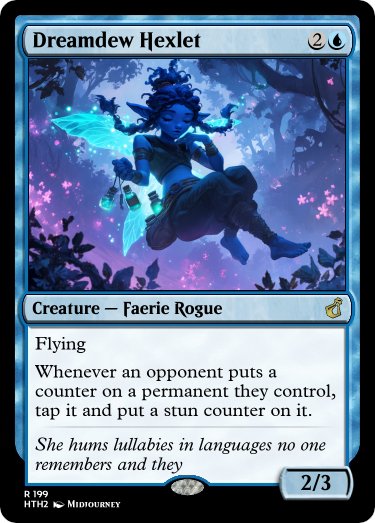 Dreamdew Hexlet 2
Creature — Faerie Rogue
Flying
Whenever an opponent puts a
counter on a permanent they control,
tap it and put a stun counter on it.
She hums lullabies in languages no one
remembers and they
2/3
R 199
HTH2 Midjourney